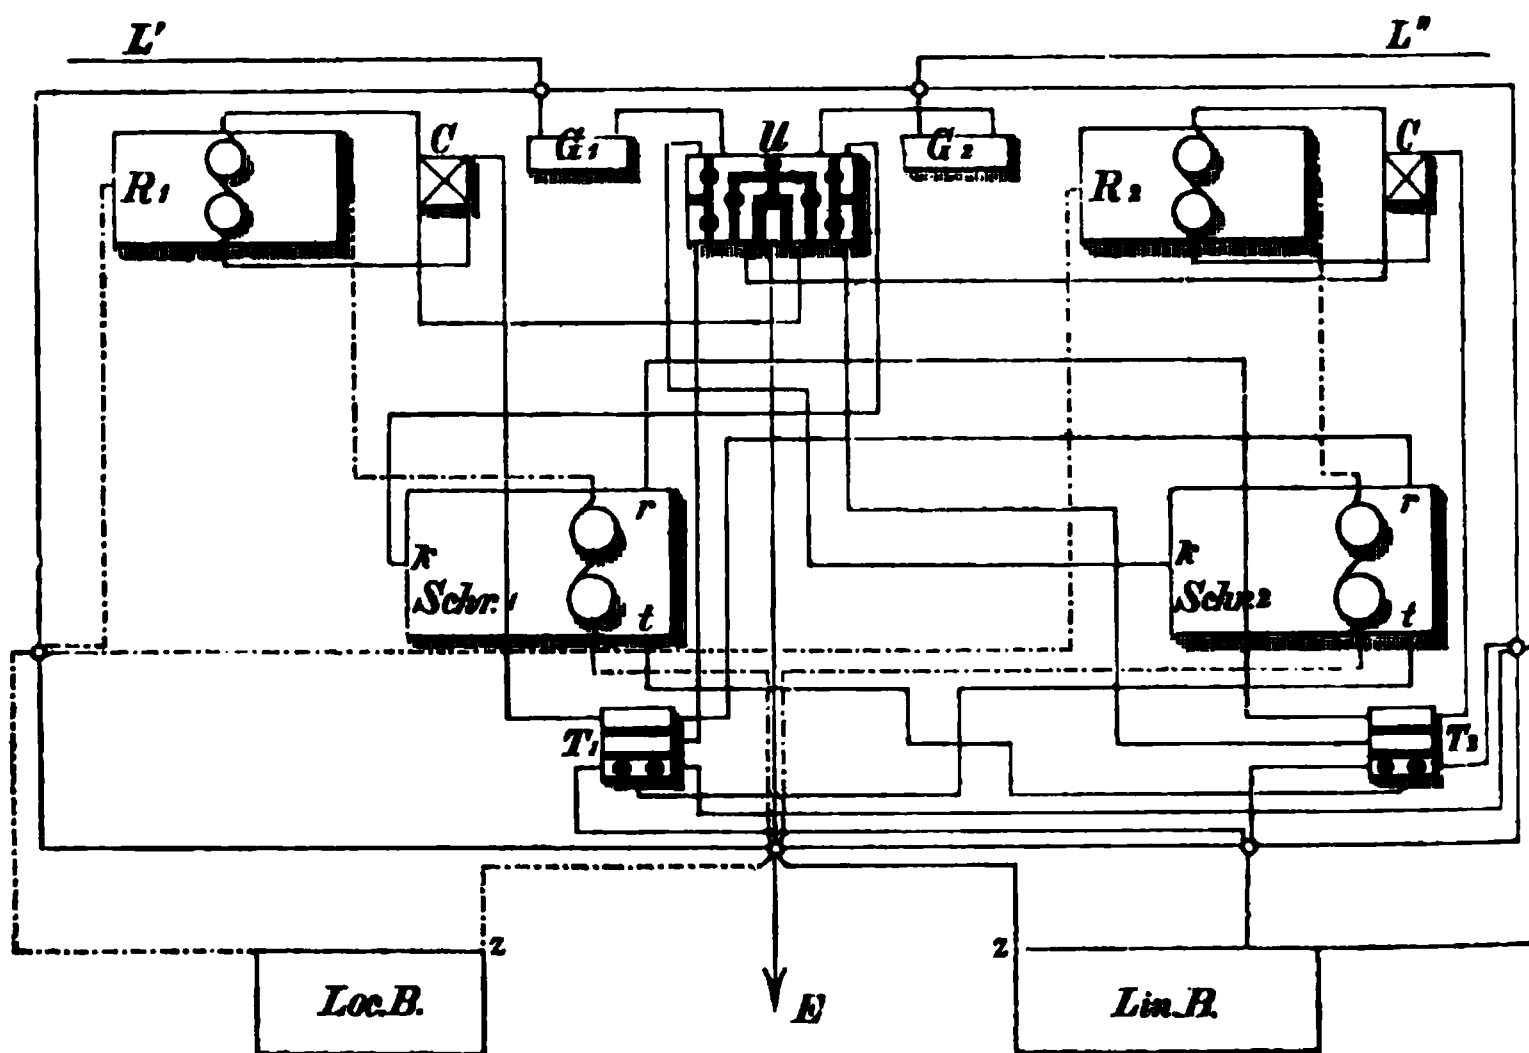 L' L"
G1 U G2
R1 C R2 C
r r
k k
Schr. 1 Schr. 2
t t
T1 T2
z z
Loc. B. E Lin. B.